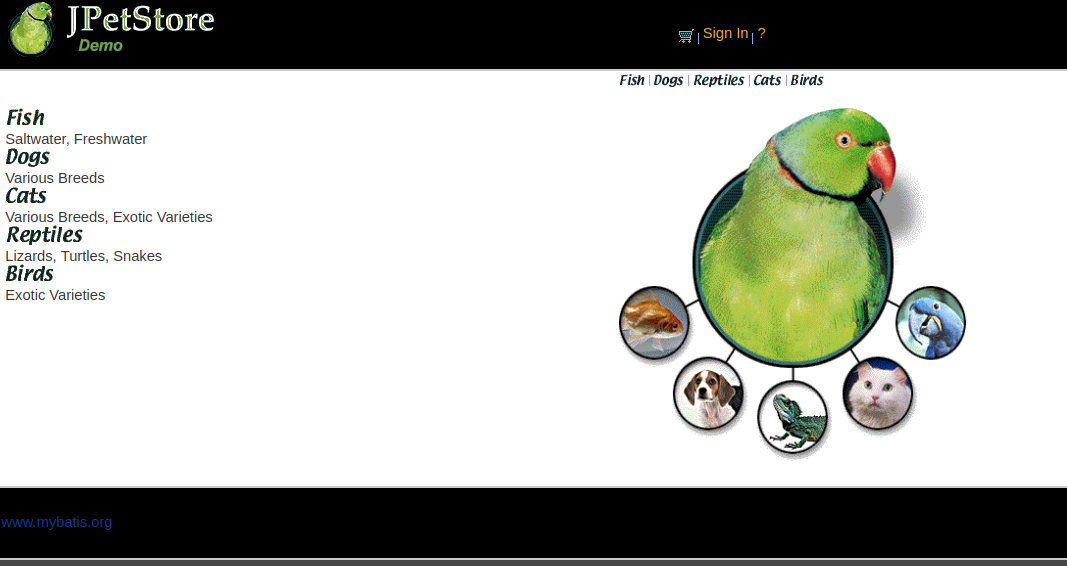 JPetStore
Demo
Sign In | ?
Fish | Dogs | Reptiles | Cats | Birds
Fish
Saltwater, Freshwater
Dogs
Various Breeds
Cats
Various Breeds, Exotic Varieties
Reptiles
Lizards, Turtles, Snakes
Birds
Exotic Varieties
www.mybatis.org